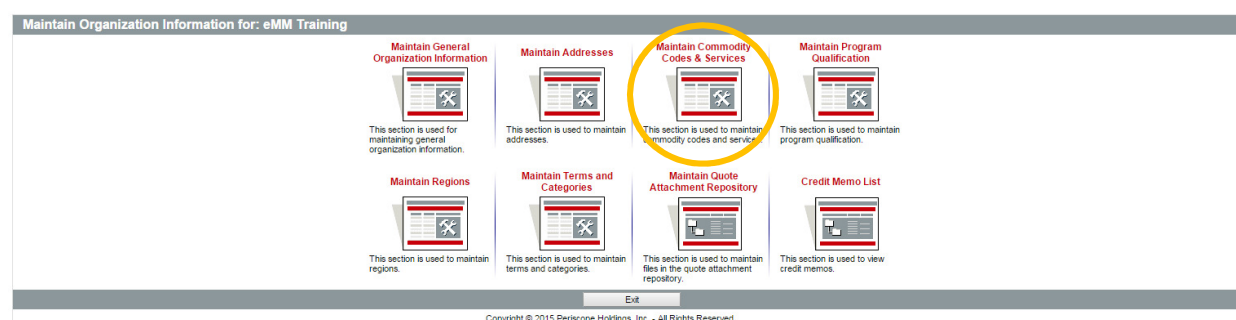 Maintain Organization Information for: eMM Training
Maintain General
Organization Information
This section is used for
maintaining general
organization information.
Maintain Addresses
This section is used to maintain
addresses.
Maintain Commodity
Codes & Services
This section is used to maintain
commodity codes and services.
Maintain Program
Qualification
This section is used to maintain
program qualification.
Maintain Regions
This section is used to maintain
regions.
Maintain Terms and
Categories
This section is used to maintain
terms and categories.
Maintain Quote
Attachment Repository
This section is used to maintain
files in the quote attachment
repository.
Credit Memo List
This section is used to view
credit memos.
Exit
Copyright © 2015 Periscope Holdings, Inc. - All Rights Reserved